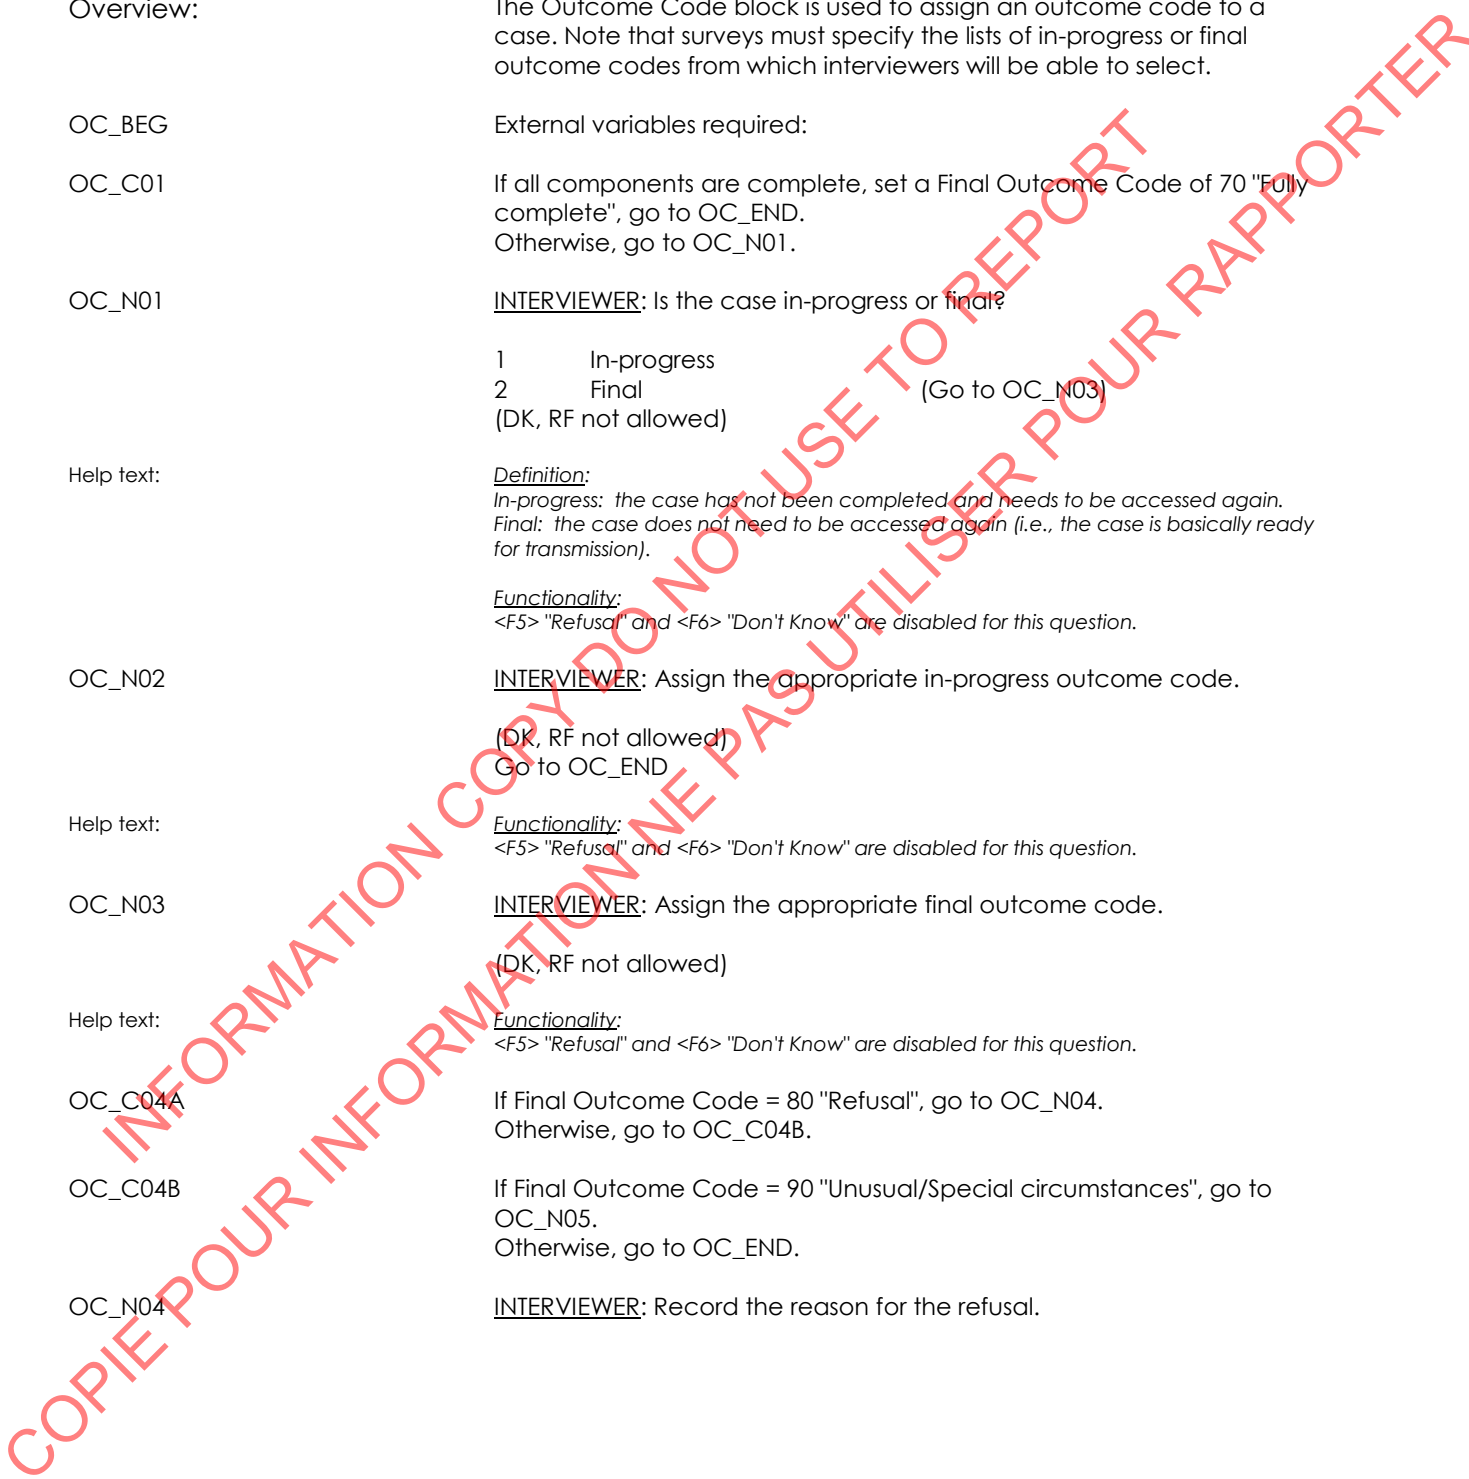 Overview: The Outcome Code block is used to assign an outcome code to a
case. Note that surveys must specify the lists of in-progress or final
outcome codes from which interviewers will be able to select.
OC_BEG External variables required:
OC_C01 If all components are complete, set a Final Outcome Code of 70 "Fully
complete", go to OC_END.
Otherwise, go to OC_N01.
OC_N01 INTERVIEWER: Is the case in-progress or final?
1 In-progress
2 Final (Go to OC_N03)
(DK, RF not allowed)
Help text: Definition:
In-progress: the case has not been completed and needs to be accessed again.
Final: the case does not need to be accessed again (i.e., the case is basically ready
for transmission).
Functionality:
<F5> "Refusal" and <F6> "Don't Know" are disabled for this question.
OC_N02 INTERVIEWER: Assign the appropriate in-progress outcome code.
(DK, RF not allowed)
Go to OC_END
Help text: Functionality:
<F5> "Refusal" and <F6> "Don't Know" are disabled for this question.
OC_N03 INTERVIEWER: Assign the appropriate final outcome code.
(DK, RF not allowed)
Help text: Functionality:
<F5> "Refusal" and <F6> "Don't Know" are disabled for this question.
OC_C04A If Final Outcome Code = 80 "Refusal", go to OC_N04.
Otherwise, go to OC_C04B.
OC_C04B If Final Outcome Code = 90 "Unusual/Special circumstances", go to
OC_N05.
Otherwise, go to OC_END.
OC_N04 INTERVIEWER: Record the reason for the refusal.
INFORMATION COPY DO NOT USE TO REPORT
COPIE POUR INFORMATION NE PAS UTILISER POUR RAPPORTER